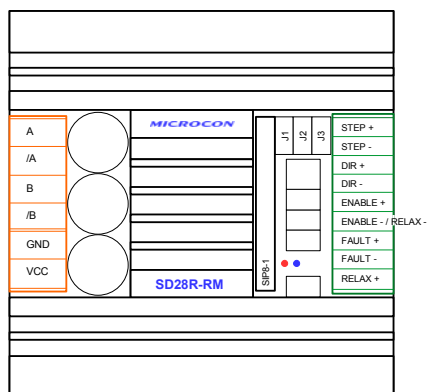 A
/A
B
/B
GND
VCC
MICROCON
SD28R-RM
SIP8-1
J1
J2
J3
STEP +
STEP -
DIR +
DIR -
ENABLE +
ENABLE - / RELAX -
FAULT +
FAULT -
RELAX +